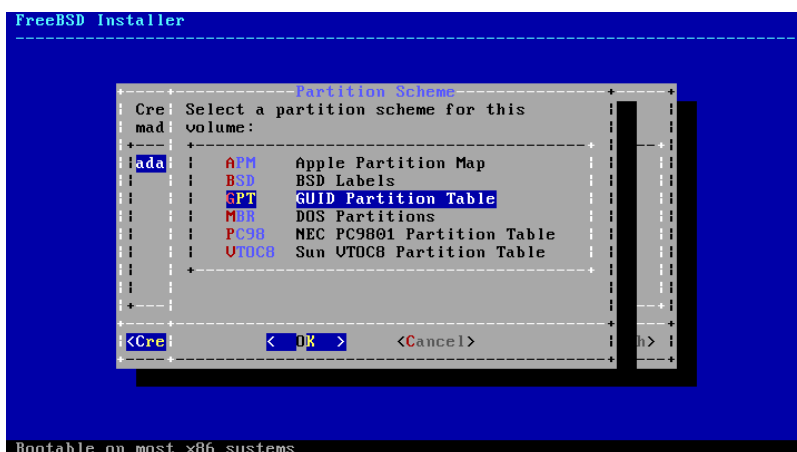 FreeBSD Installer
Partition Scheme
Cre Select a partition scheme for this
mad volume:
ada APM Apple Partition Map
BSD BSD Labels
GPT GUID Partition Table
MBR DOS Partitions
PC98 NEC PC9801 Partition Table
VTOC8 Sun VTOC8 Partition Table
<Cre < OK > <Cancel> h>
Bootable on most x86 systems